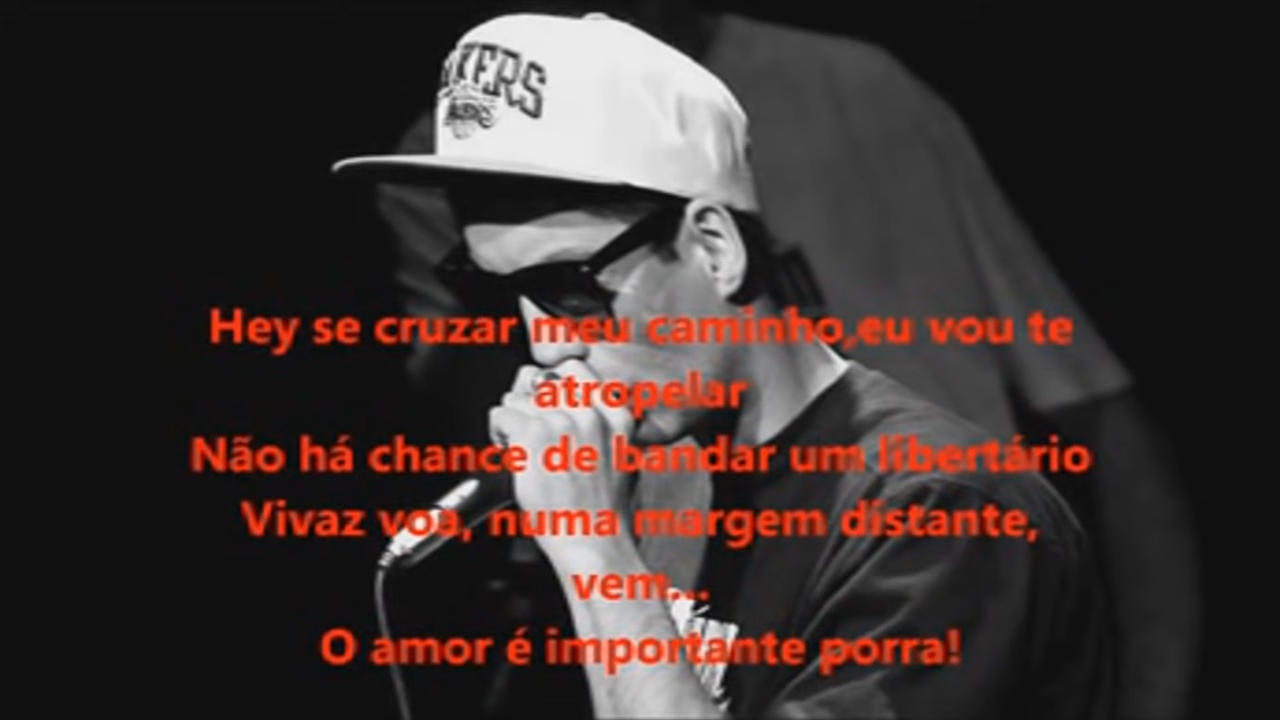 KERS
Hey se cruzar meu caminho,eu vou te
atropelar
Não há chance de bandar um libertário
Vivaz voa, numa margem distante,
vem...
O amor é importante porra!